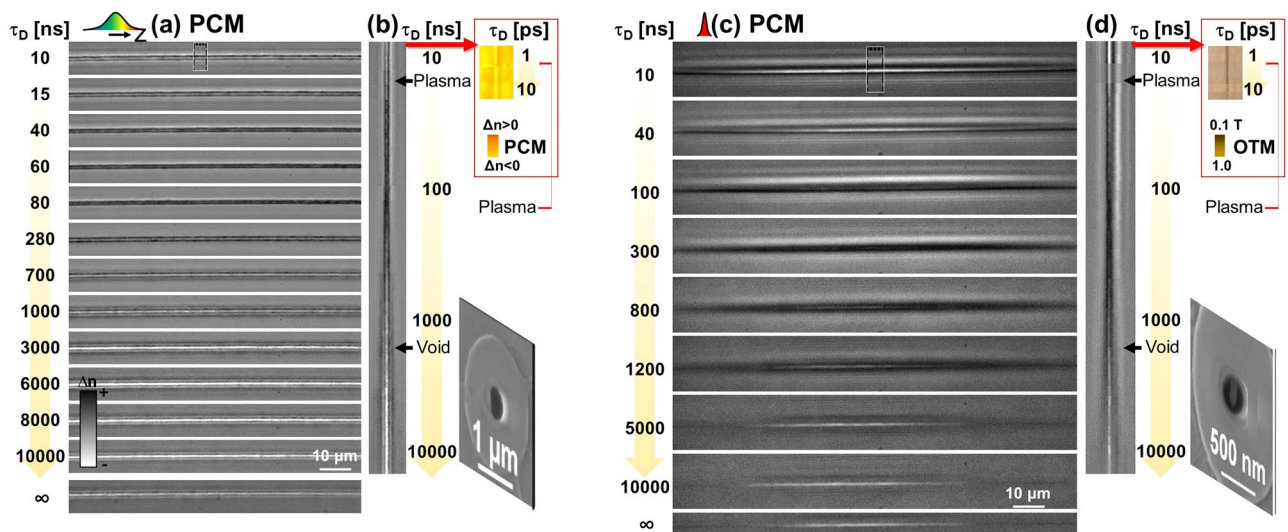 τD [ns]
Z
(a) PCM
10
15
40
60
80
280
700
1000
3000
6000
8000
10000
∞
Δn
+
-
10 μm
(b)
τD [ns]
10
Plasma
100
1000
Void
10000
τD [ps]
1
10
Δn>0
PCM
Δn<0
Plasma
1 μm
τD [ns]
(c) PCM
10
40
100
300
800
1200
5000
10000
∞
10 μm
(d)
τD [ns]
10
Plasma
100
1000
Void
10000
τD [ps]
1
10
0.1 T
OTM
1.0
Plasma
500 nm